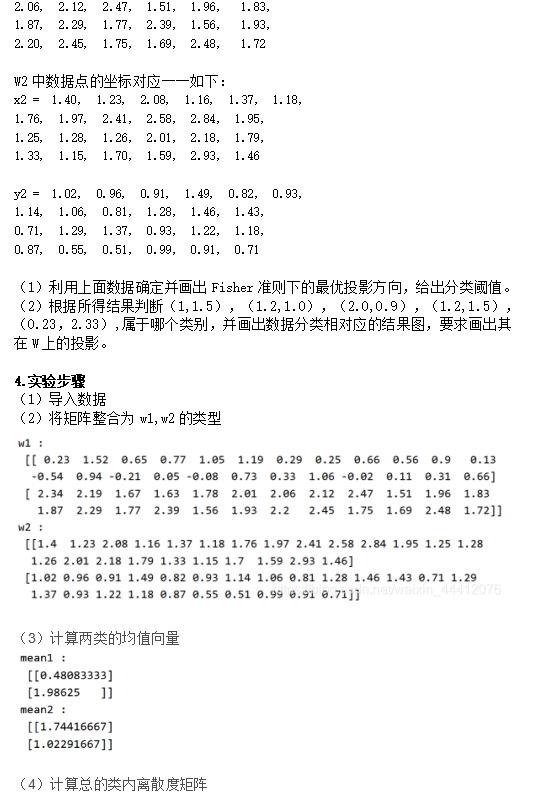 2.06, 2.12, 2.47, 1.51, 1.96, 1.83,
1.87, 2.29, 1.77, 2.39, 1.56, 1.93,
2.20, 2.45, 1.75, 1.69, 2.48, 1.72
W2中数据点的坐标对应一一如下：
x2 = 1.40, 1.23, 2.08, 1.16, 1.37, 1.18,
1.76, 1.97, 2.41, 2.58, 2.84, 1.95,
1.25, 1.28, 1.26, 2.01, 2.18, 1.79,
1.33, 1.15, 1.70, 1.59, 2.93, 1.46
y2 = 1.02, 0.96, 0.91, 1.49, 0.82, 0.93,
1.14, 1.06, 0.81, 1.28, 1.46, 1.43,
0.71, 1.29, 1.37, 0.93, 1.22, 1.18,
0.87, 0.55, 0.51, 0.99, 0.91, 0.71
（1）利用上面数据确定并画出 Fisher 准则下的最优投影方向，给出分类阈值。
（2）根据所得结果判断（1,1.5），（1.2,1.0），（2.0,0.9），（1.2,1.5），
（0.23，2.33）,属于哪个类别，并画出数据分类相对应的结果图，要求画出其
在 W 上的投影。
4.实验步骤
（1）导入数据
（2）将矩阵整合为 w1,w2 的类型
w1 :
[[ 0.23 1.52 0.65 0.77 1.05 1.19 0.29 0.25 0.66 0.56 0.9 0.13
-0.54 0.94 -0.21 0.05 -0.08 0.73 0.33 1.06 -0.02 0.11 0.31 0.66]
[ 2.34 2.19 1.67 1.63 1.78 2.01 2.06 2.12 2.47 1.51 1.96 1.83
1.87 2.29 1.77 2.39 1.56 1.93 2.2 2.45 1.75 1.69 2.48 1.72]]
w2 :
[[1.4 1.23 2.08 1.16 1.37 1.18 1.76 1.97 2.41 2.58 2.84 1.95 1.25 1.28
1.26 2.01 2.18 1.79 1.33 1.15 1.7 1.59 2.93 1.46]
[1.02 0.96 0.91 1.49 0.82 0.93 1.14 1.06 0.81 1.28 1.46 1.43 0.71 1.29
1.37 0.93 1.22 1.18 0.87 0.55 0.51 0.99 0.91 0.71]]
https://blog.csdn.net/weixin_44412076
（3）计算两类的均值向量
mean1 :
[[0.48083333]
[1.98625 ]]
mean2 :
[[1.74416667]
[1.02291667]]
（4）计算总的类内离散度矩阵